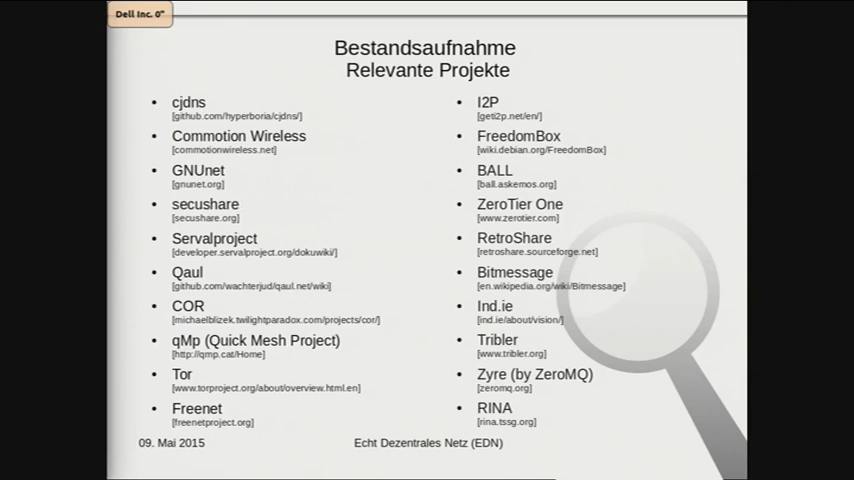 Dell Inc. 0"
Bestandsaufnahme
Relevante Projekte
• cjdns
[github.com/hyperboria/cjdns/]
• Commotion Wireless
[commotionwireless.net]
• GNUnet
[gnunet.org]
• secushare
[secushare.org]
• Servalproject
[developer.servalproject.org/dokuwiki/]
• Qaul
[github.com/wachterjud/qaul.net/wiki]
• COR
[michaelblizek.twilightparadox.com/projects/cor/]
• qMp (Quick Mesh Project)
[http://qmp.cat/Home]
• Tor
[www.torproject.org/about/overview.html.en]
• Freenet
[freenetproject.org]
• I2P
[geti2p.net/en/]
• FreedomBox
[wiki.debian.org/FreedomBox]
• BALL
[ball.askemos.org]
• ZeroTier One
[www.zerotier.com]
• RetroShare
[retroshare.sourceforge.net]
• Bitmessage
[en.wikipedia.org/wiki/Bitmessage]
• Ind.ie
[ind.ie/about/vision/]
• Tribler
[www.tribler.org]
• Zyre (by ZeroMQ)
[zeromq.org]
• RINA
[rina.tssg.org]
09. Mai 2015
Echt Dezentrales Netz (EDN)